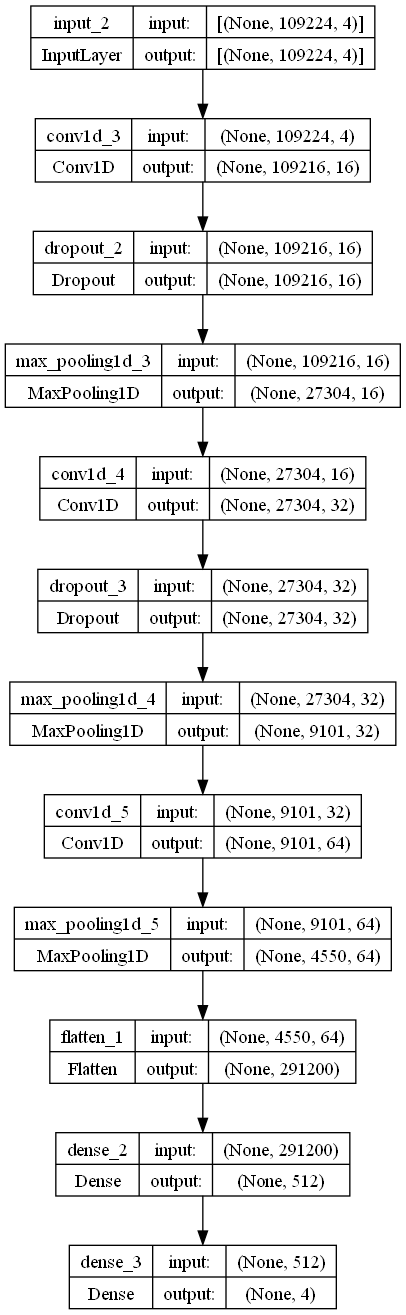 input_2 input: [(None, 109224, 4)]
InputLayer output: [(None, 109224, 4)]
conv1d_3 input: (None, 109224, 4)
Conv1D output: (None, 109216, 16)
dropout_2 input: (None, 109216, 16)
Dropout output: (None, 109216, 16)
max_pooling1d_3 input: (None, 109216, 16)
MaxPooling1D output: (None, 27304, 16)
conv1d_4 input: (None, 27304, 16)
Conv1D output: (None, 27304, 32)
dropout_3 input: (None, 27304, 32)
Dropout output: (None, 27304, 32)
max_pooling1d_4 input: (None, 27304, 32)
MaxPooling1D output: (None, 9101, 32)
conv1d_5 input: (None, 9101, 32)
Conv1D output: (None, 9101, 64)
max_pooling1d_5 input: (None, 9101, 64)
MaxPooling1D output: (None, 4550, 64)
flatten_1 input: (None, 4550, 64)
Flatten output: (None, 291200)
dense_2 input: (None, 291200)
Dense output: (None, 512)
dense_3 input: (None, 512)
Dense output: (None, 4)